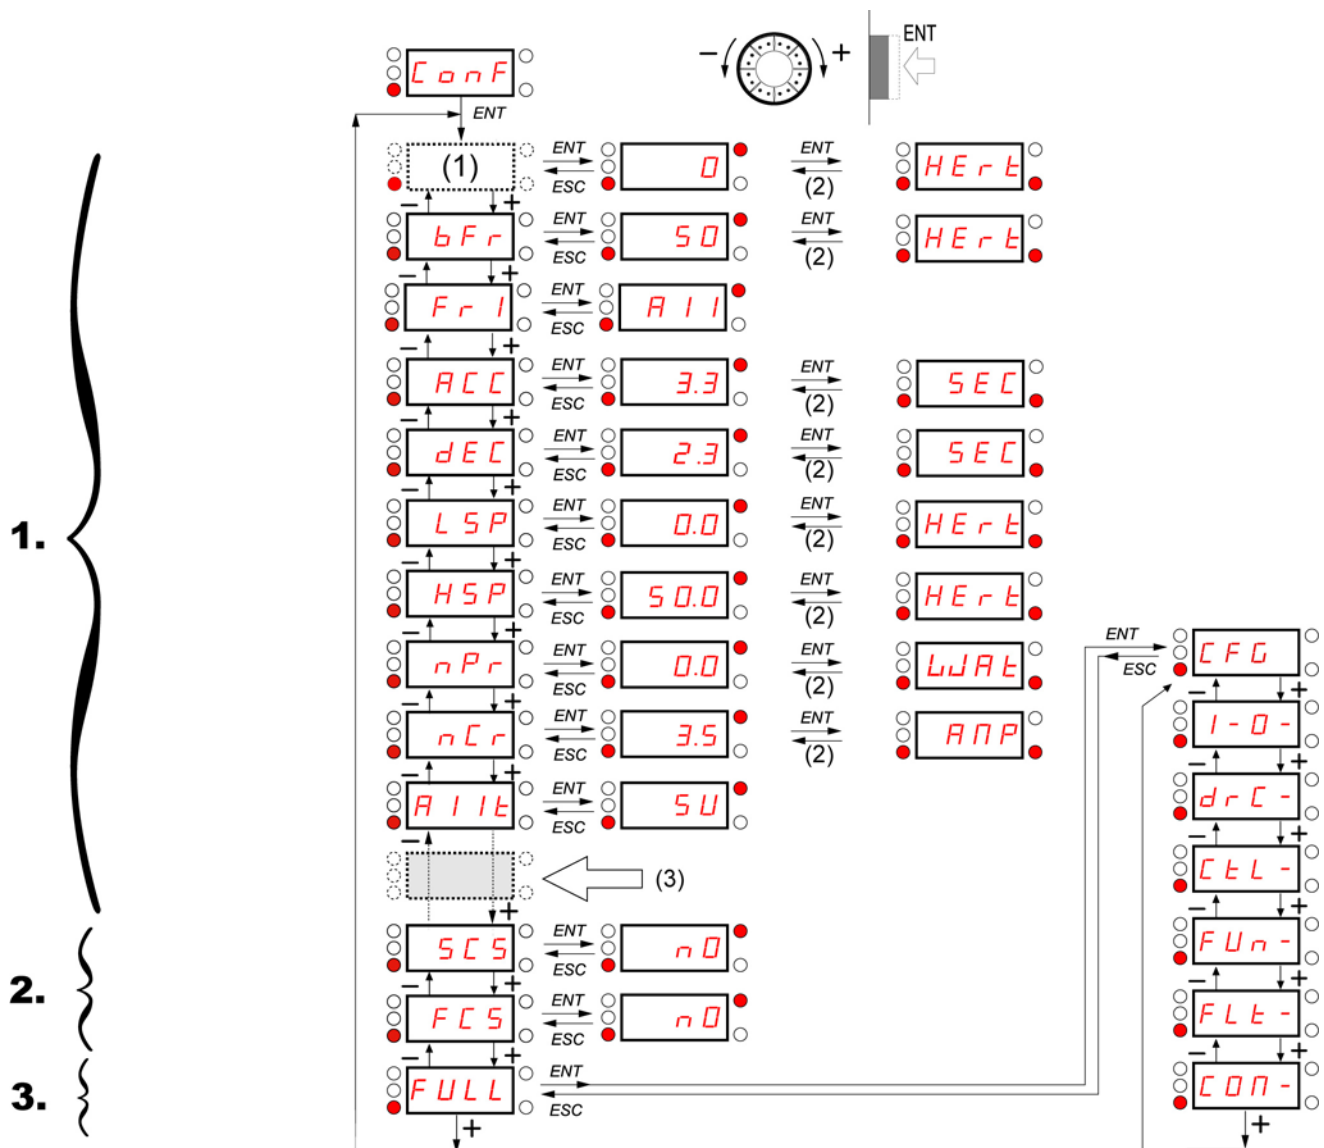 ENT
− +
ConF
ENT
(1) ENT ESC 0 ENT (2) HErt
− +
bFr ENT ESC 50 ENT (2) HErt
− +
Fr1 ENT ESC A11
− +
ACC ENT ESC 3.3 ENT (2) SEC
− +
dEC ENT ESC 2.3 ENT (2) SEC
− +
1. LSP ENT ESC 0.0 ENT (2) HErt
− +
HSP ENT ESC 50.0 ENT (2) HErt
− +
nPr ENT ESC 0.0 ENT (2) WAt ENT ESC CFG
− + − +
nCr ENT ESC 3.5 ENT (2) AMP I-O-
− + − +
A11t ENT ESC 5U drC-
− − +
(3) CtL-
+ − +
SCS ENT ESC nO FUn-
2. − + − +
FCS ENT ESC nO FLt-
− + − +
3. FULL ENT ESC COM-
+ +